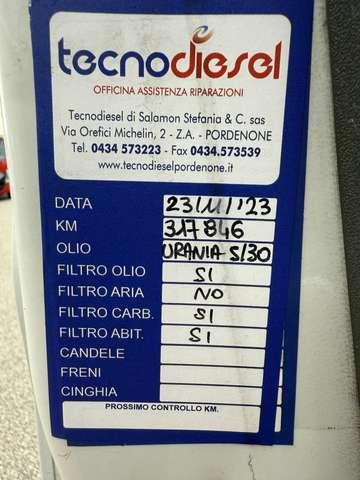 tecnodiesel
OFFICINA ASSISTENZA RIPARAZIONI
Tecnodiesel di Salamon Stefania & C. sas
Via Orefici Michelin, 2 - Z.A. - PORDENONE
Tel. 0434 573223 - Fax 0434.573539
www.tecnodieselpordenone.it
DATA 23/11/'23
KM 317846
OLIO URANIA 5/30
FILTRO OLIO SI
FILTRO ARIA NO
FILTRO CARB. SI
FILTRO ABIT. SI
CANDELE
FRENI
CINGHIA
PROSSIMO CONTROLLO KM.